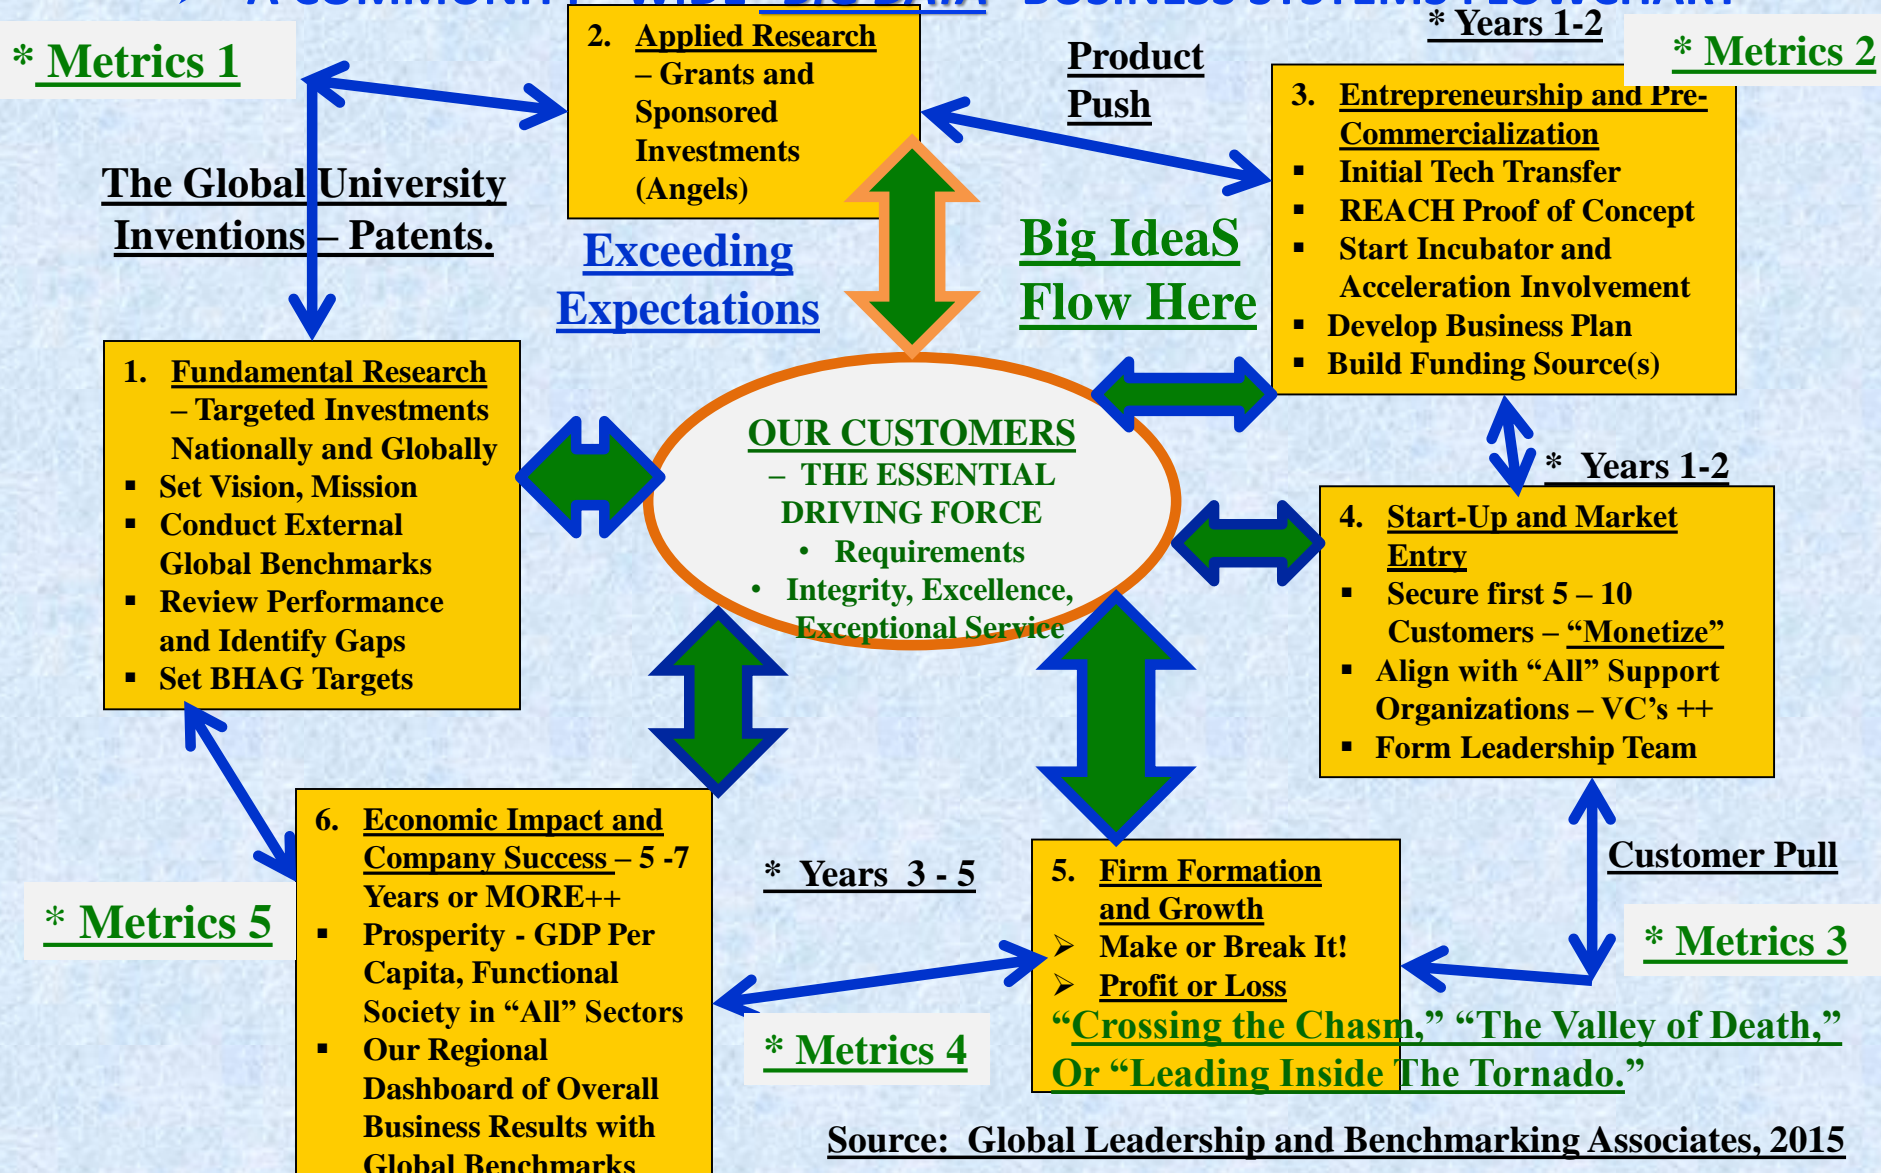 ➢ A COMMUNITY - WIDE "BIG DATA" BUSINESS SYSTEMS FLOWCHART
* Metrics 1
2. Applied Research
– Grants and
Sponsored
Investments
(Angels)
Product
Push
* Years 1-2
* Metrics 2
3. Entrepreneurship and Pre-
Commercialization
▪ Initial Tech Transfer
▪ REACH Proof of Concept
▪ Start Incubator and
Acceleration Involvement
▪ Develop Business Plan
▪ Build Funding Source(s)
The Global University
Inventions – Patents.
Exceeding
Expectations
Big IdeaS
Flow Here
1. Fundamental Research
– Targeted Investments
Nationally and Globally
▪ Set Vision, Mission
▪ Conduct External
Global Benchmarks
▪ Review Performance
and Identify Gaps
▪ Set BHAG Targets
OUR CUSTOMERS
– THE ESSENTIAL
DRIVING FORCE
• Requirements
• Integrity, Excellence,
Exceptional Service
* Years 1-2
4. Start-Up and Market
Entry
▪ Secure first 5 – 10
Customers – “Monetize”
▪ Align with “All” Support
Organizations – VC’s ++
▪ Form Leadership Team
6. Economic Impact and
Company Success – 5 -7
Years or MORE++
▪ Prosperity - GDP Per
Capita, Functional
Society in “All” Sectors
▪ Our Regional
Dashboard of Overall
Business Results with
Global Benchmarks
* Metrics 5
* Years 3 - 5
* Metrics 4
5. Firm Formation
and Growth
➢ Make or Break It!
➢ Profit or Loss
“Crossing the Chasm,” “The Valley of Death,”
Or “Leading Inside The Tornado.”
Customer Pull
* Metrics 3
Source: Global Leadership and Benchmarking Associates, 2015